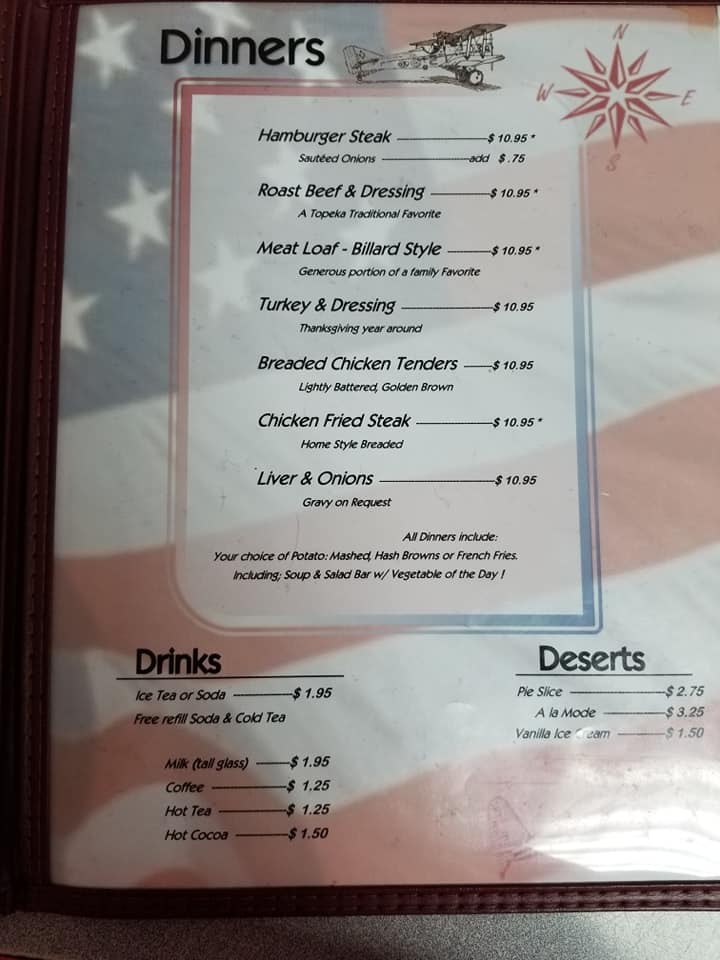 Dinners
N
W E
S
Hamburger Steak $ 10.95 *
Sautéed Onions add $ .75
Roast Beef & Dressing $ 10.95 *
A Topeka Traditional Favorite
Meat Loaf - Billard Style $ 10.95 *
Generous portion of a family Favorite
Turkey & Dressing $ 10.95
Thanksgiving year around
Breaded Chicken Tenders $ 10.95
Lightly Battered, Golden Brown
Chicken Fried Steak $ 10.95 *
Home Style Breaded
Liver & Onions $ 10.95
Gravy on Request
All Dinners include:
Your choice of Potato: Mashed, Hash Browns or French Fries.
Including; Soup & Salad Bar w/ Vegetable of the Day !
Drinks
Ice Tea or Soda $ 1.95
Free refill Soda & Cold Tea
Milk (tall glass) $ 1.95
Coffee $ 1.25
Hot Tea $ 1.25
Hot Cocoa $ 1.50
Deserts
Pie Slice $ 2.75
A la Mode $ 3.25
Vanilla Ice Cream $ 1.50